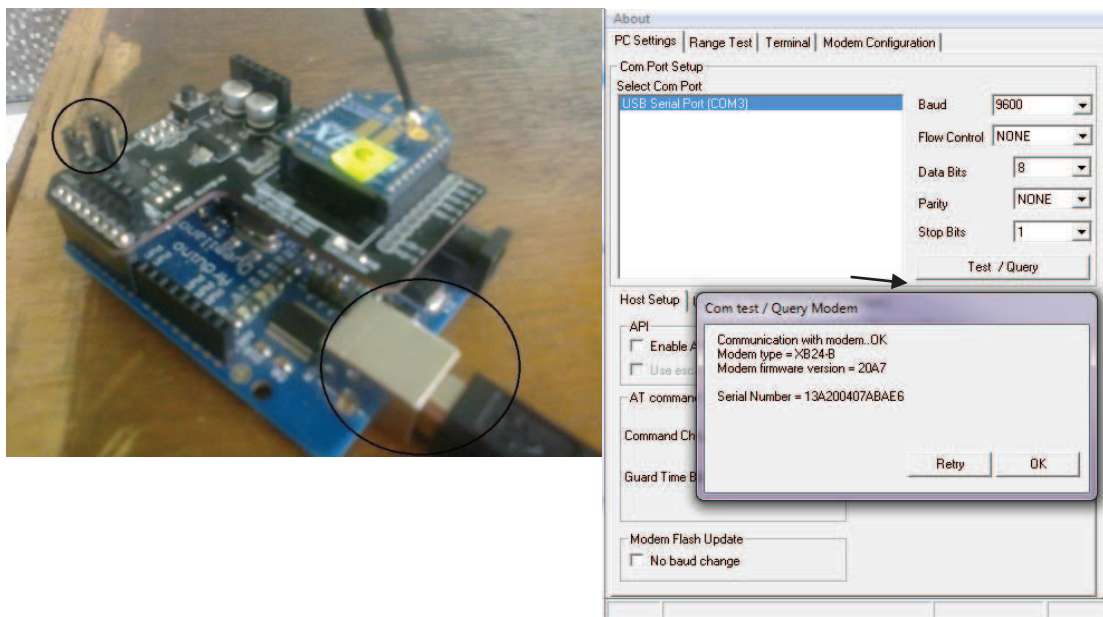 XB
Arduino
About
PC Settings Range Test Terminal Modem Configuration
Com Port Setup
Select Com Port
USB Serial Port (COM3)
Baud 9600
Flow Control NONE
Data Bits 8
Parity NONE
Stop Bits 1
Test / Query
Host Setup
Com test / Query Modem
API
Enable A
Use esc
Communication with modem..OK
Modem type = XB24-B
Modem firmware version = 20A7
Serial Number = 13A200407ABAE6
AT comman
Command Ch
Guard Time B
Retry OK
Modem Flash Update
No baud change